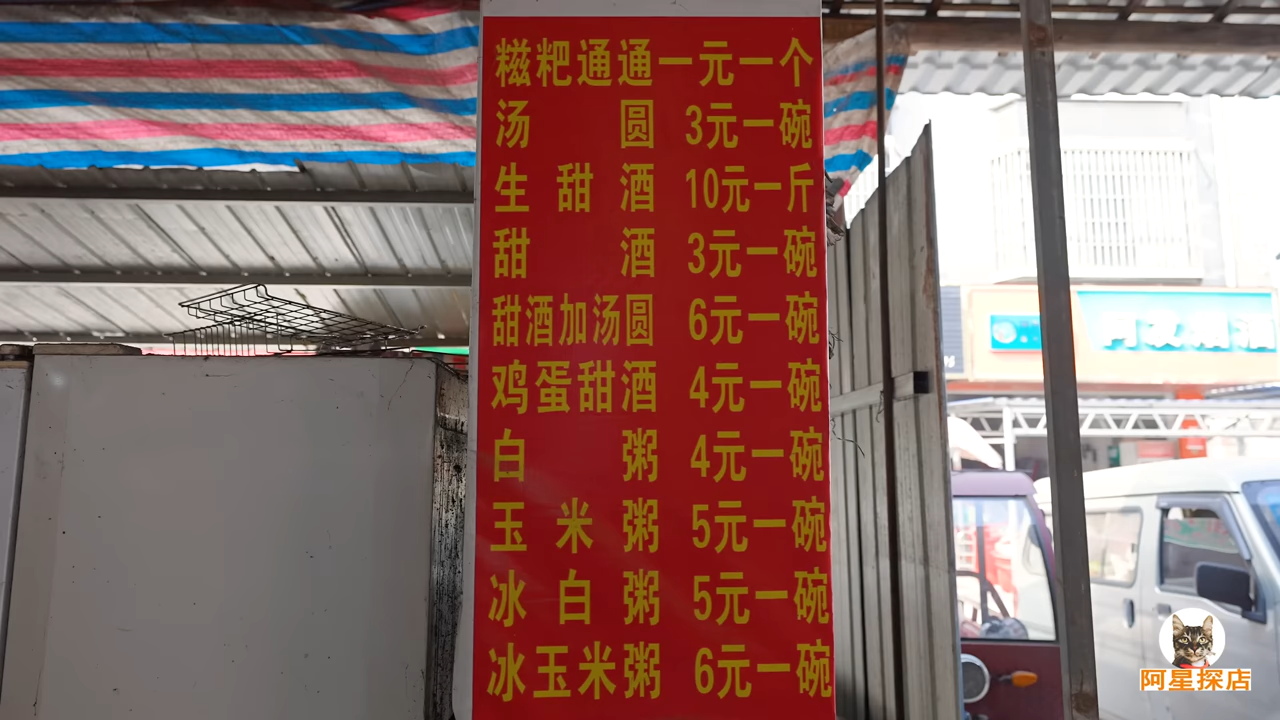 糍粑通通一元一个
汤圆 3元一碗
生甜酒 10元一斤
甜酒 3元一碗
甜酒加汤圆 6元一碗
鸡蛋甜酒 4元一碗
白粥 4元一碗
玉米粥 5元一碗
冰白粥 5元一碗
冰玉米粥 6元一碗
阿星探店